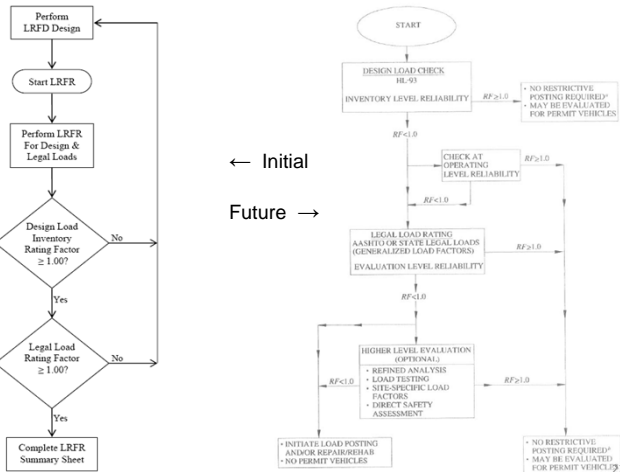 Perform
LRFD Design
Start LRFR
Perform LRFR
For Design &
Legal Loads
Design Load
Inventory
Rating Factor
≥ 1.00?
No
Yes
Legal Load
Rating Factor
≥ 1.00?
No
Yes
Complete LRFR
Summary Sheet
← Initial
Future →
START
DESIGN LOAD CHECK
HL-93
INVENTORY LEVEL RELIABILITY
RF≥1.0
• NO RESTRICTIVE
POSTING REQUIRED*
• MAY BE EVALUATED
FOR PERMIT VEHICLES
RF<1.0
CHECK AT
OPERATING
LEVEL RELIABILITY
RF≥1.0
RF<1.0
LEGAL LOAD RATING
AASHTO OR STATE LEGAL LOADS
(GENERALIZED LOAD FACTORS)
EVALUATION LEVEL RELIABILITY
RF≥1.0
RF<1.0
HIGHER LEVEL EVALUATION
(OPTIONAL)
• REFINED ANALYSIS
• LOAD TESTING
• SITE-SPECIFIC LOAD
FACTORS
• DIRECT SAFETY
ASSESSMENT
RF<1.0
RF≥1.0
• INITIATE LOAD POSTING
AND/OR REPAIR/REHAB
• NO PERMIT VEHICLES
• NO RESTRICTIVE
POSTING REQUIRED*
• MAY BE EVALUATED
FOR PERMIT VEHICLES